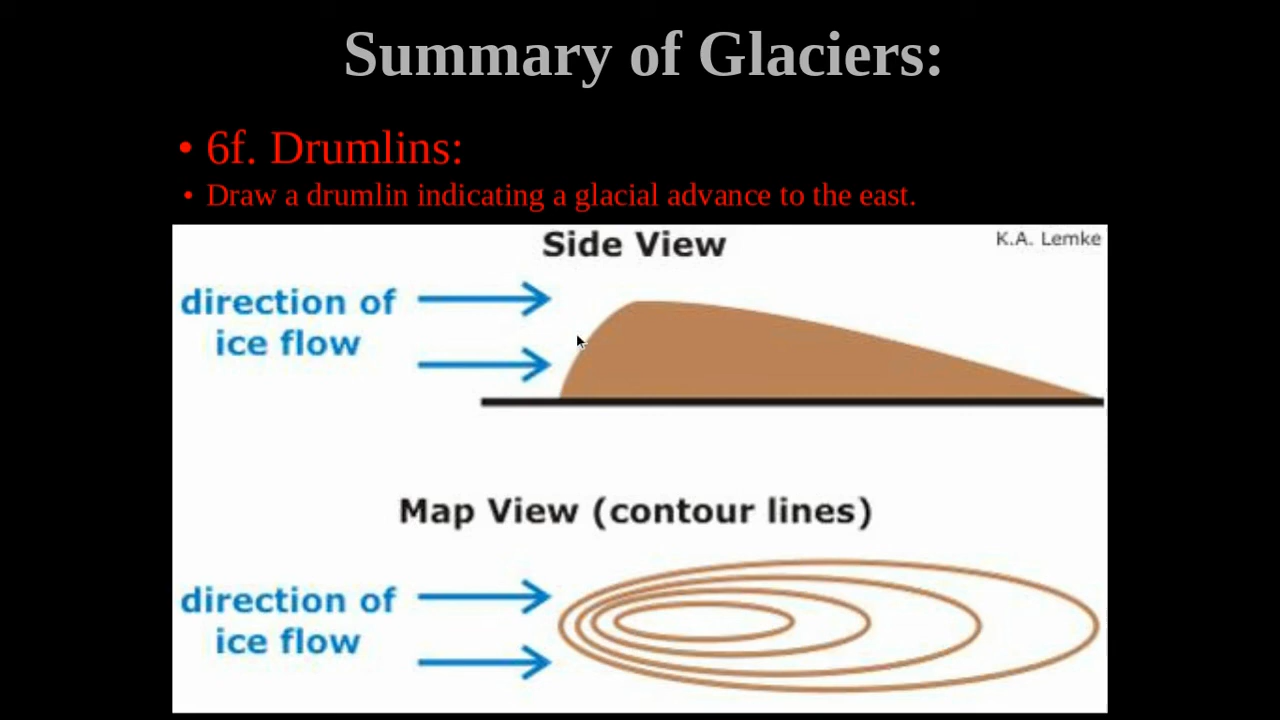 Summary of Glaciers:
• 6f. Drumlins:
• Draw a drumlin indicating a glacial advance to the east.
Side View
K.A. Lemke
direction of
ice flow
Map View (contour lines)
direction of
ice flow